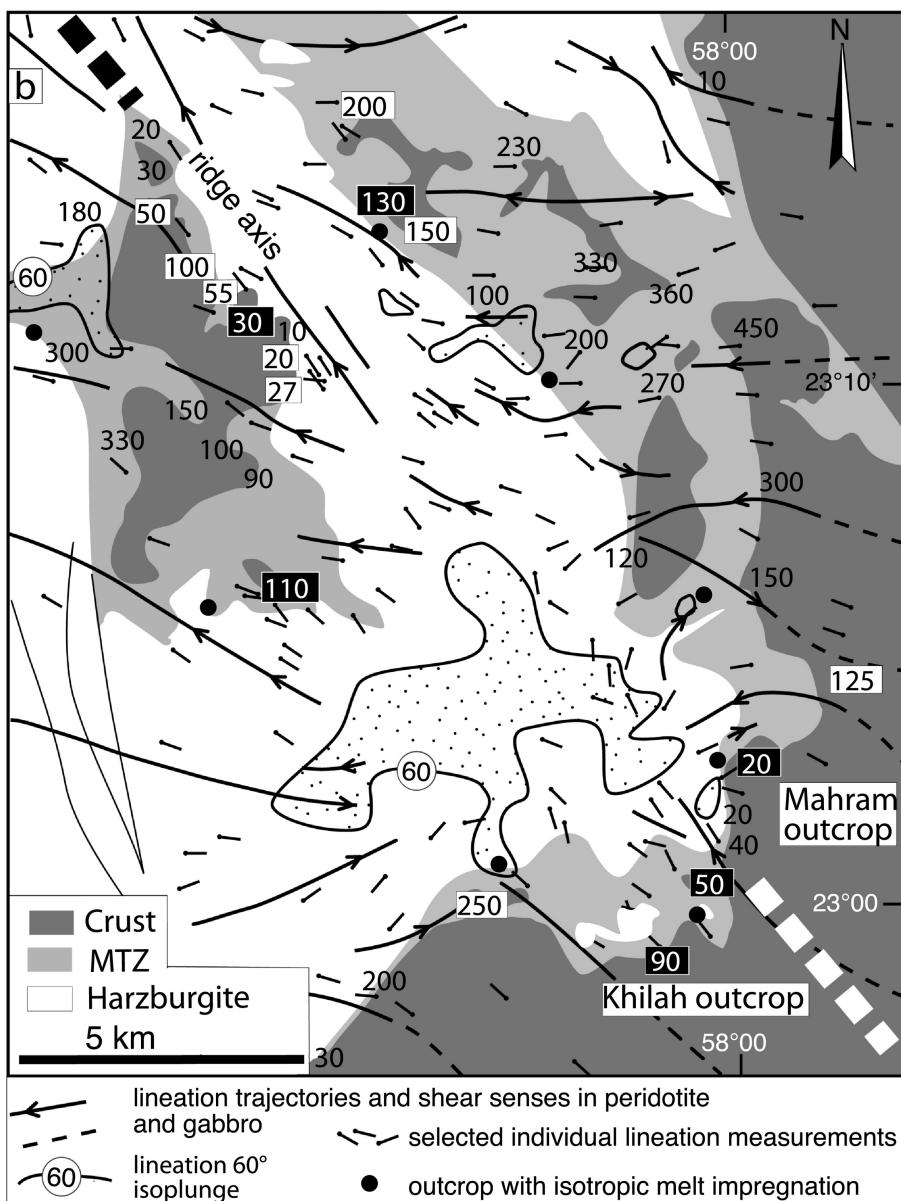 b
58°00
N
10
20
200
230
30
ridge axis
130
180
50
150
60
100
330
55
360
30
100
10
450
200
300
20
270
23°10’
27
150
330
100
90
300
120
150
110
125
60
20
Mahram
outcrop
20
40
50
250
23°00
90
200
Khilah outcrop
58°00
30
Crust
MTZ
Harzburgite
5 km
lineation trajectories and shear senses in peridotite
and gabbro
selected individual lineation measurements
60
lineation 60°
isoplunge
outcrop with isotropic melt impregnation